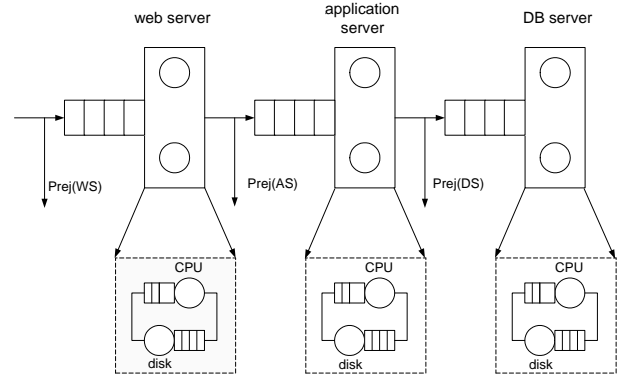 web server
application
server
DB server
Prej(WS)
Prej(AS)
Prej(DS)
CPU
disk
CPU
disk
CPU
disk